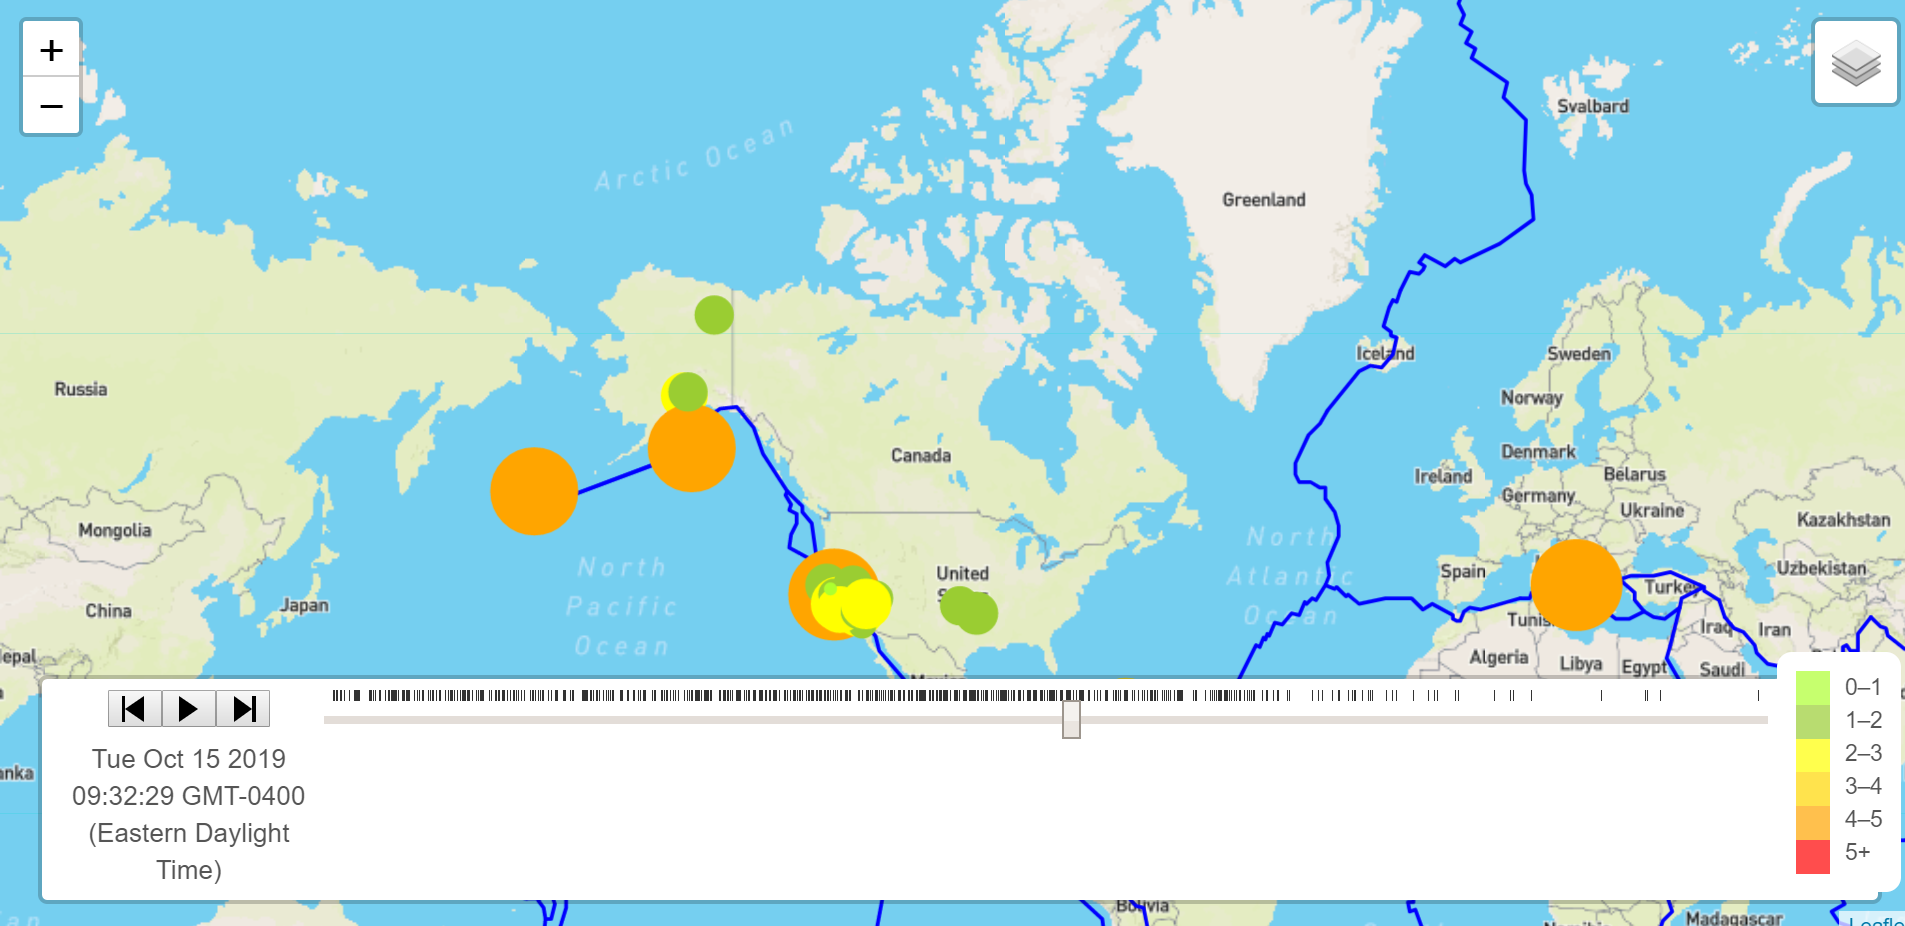 +
−
Svalbard
Arctic Ocean
Greenland
Iceland
Sweden
Russia
Norway
Canada
Denmark
Ireland
Belarus
Germany
Ukraine
Mongolia
Kazakhstan
North
Atlantic
Ocean
North
Pacific
Ocean
United
Spain
Uzbekistan
Turkey
China
Japan
Tunis
Iraq
Iran
epal
Algeria
Libya
Egypt
Saudi
Tue Oct 15 2019
09:32:29 GMT-0400
(Eastern Daylight
Time)
0–1
1–2
2–3
3–4
4–5
5+
anka
Bolivia
Madagascar
Leafle